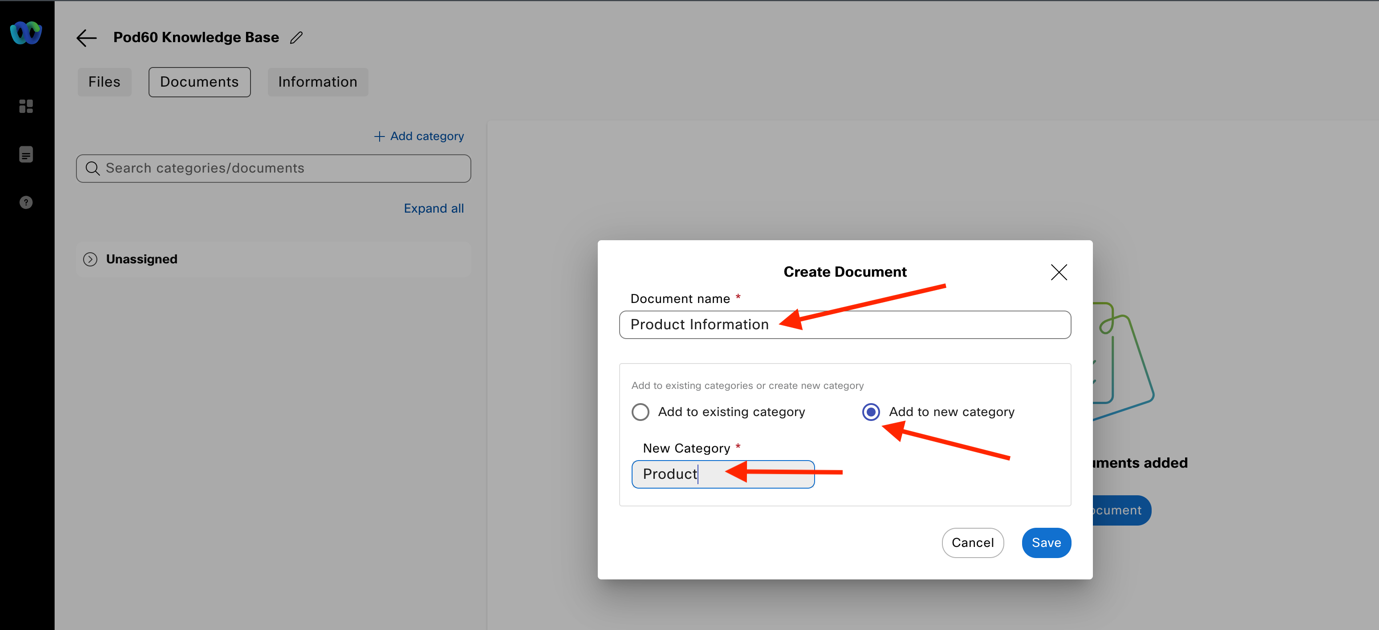 Pod60 Knowledge Base
Files
Documents
Information
+ Add category
Search categories/documents
Expand all
Unassigned
Create Document
Document name *
Product Information
Add to existing categories or create new category
Add to existing category
Add to new category
New Category *
Product
Cancel
Save
added